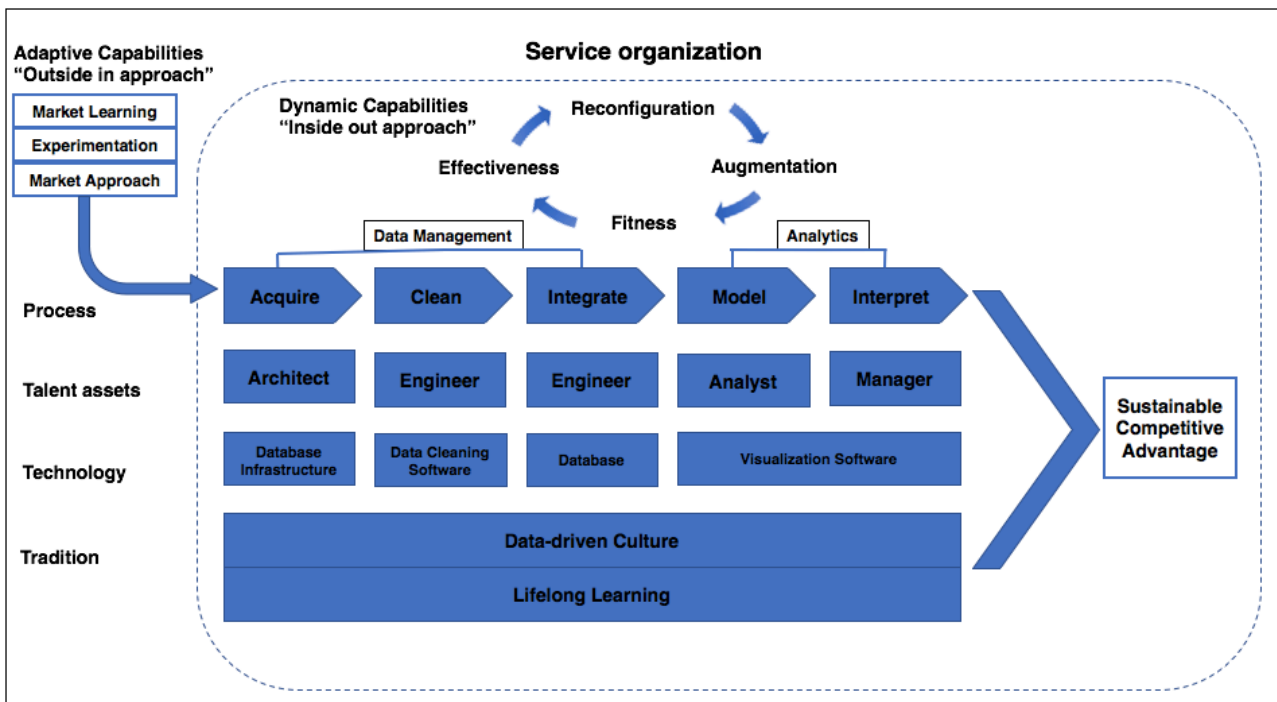 Service organization
Adaptive Capabilities
“Outside in approach”
Market Learning
Experimentation
Market Approach
Dynamic Capabilities
“Inside out approach”
Reconfiguration
Effectiveness
Augmentation
Fitness
Data Management
Analytics
Process
Acquire
Clean
Integrate
Model
Interpret
Talent assets
Architect
Engineer
Engineer
Analyst
Manager
Technology
Database
Infrastructure
Data Cleaning
Software
Database
Visualization Software
Tradition
Data-driven Culture
Lifelong Learning
Sustainable
Competitive
Advantage